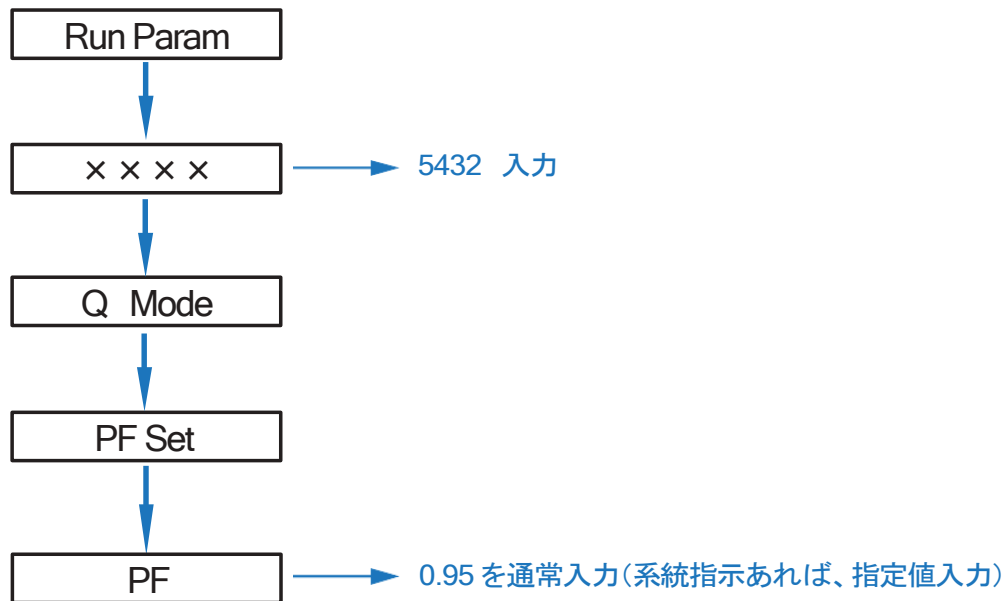 Run Param
× × × ×
5432 入力
Q Mode
PF Set
PF
0.95 を通常入力(系統指示あれば、指定値入力)